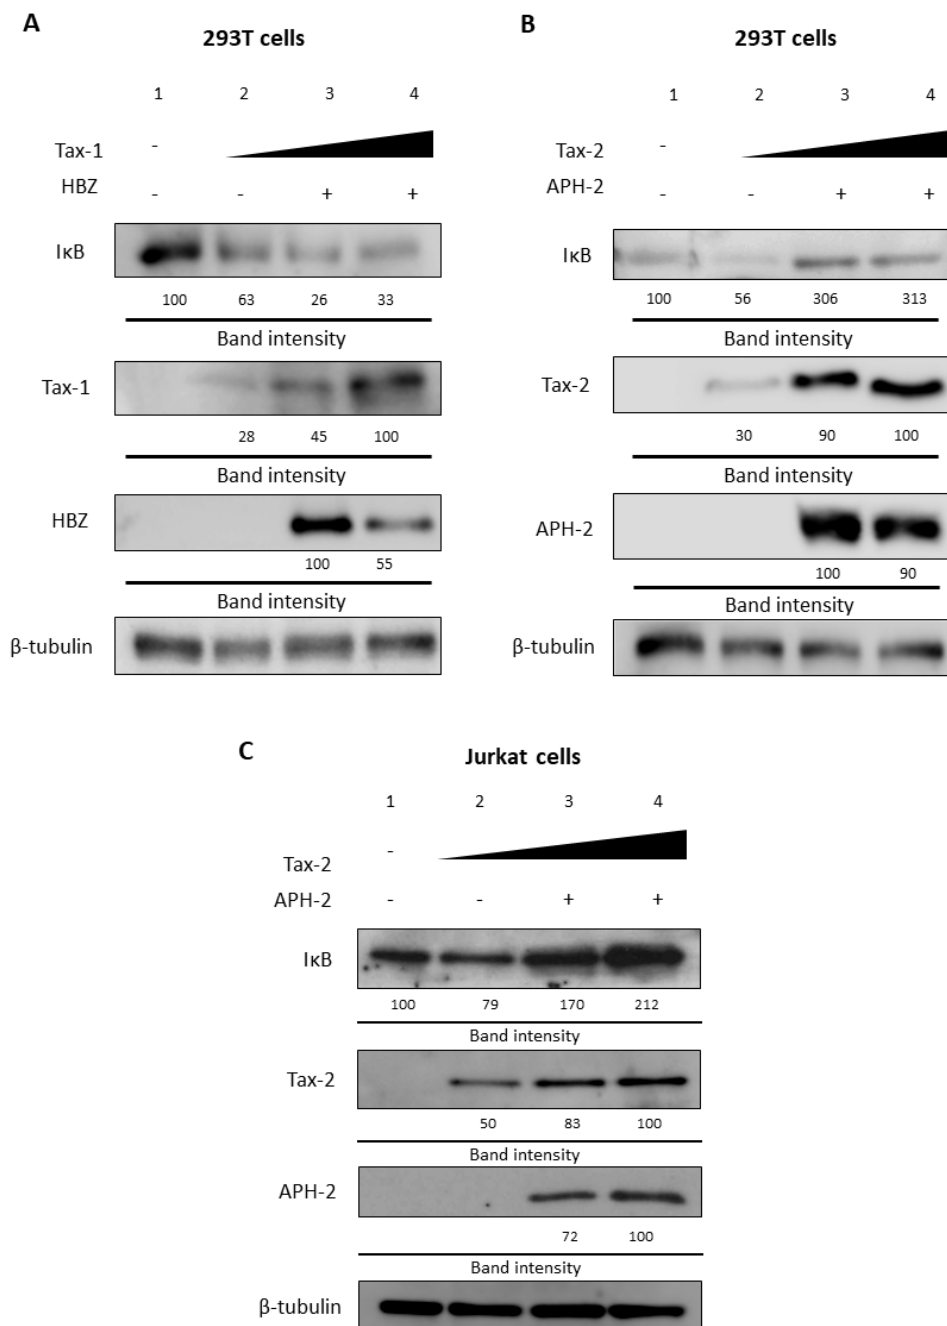 A
293T cells
1 2 3 4
Tax-1 -
HBZ - - + +
IκB
100 63 26 33
Band intensity
Tax-1
28 45 100
Band intensity
HBZ
100 55
Band intensity
β-tubulin
B
293T cells
1 2 3 4
Tax-2 -
APH-2 - - + +
IκB
100 56 306 313
Band intensity
Tax-2
30 90 100
Band intensity
APH-2
100 90
Band intensity
β-tubulin
C
Jurkat cells
1 2 3 4
Tax-2 -
APH-2 - - + +
IκB
100 79 170 212
Band intensity
Tax-2
50 83 100
Band intensity
APH-2
72 100
Band intensity
β-tubulin